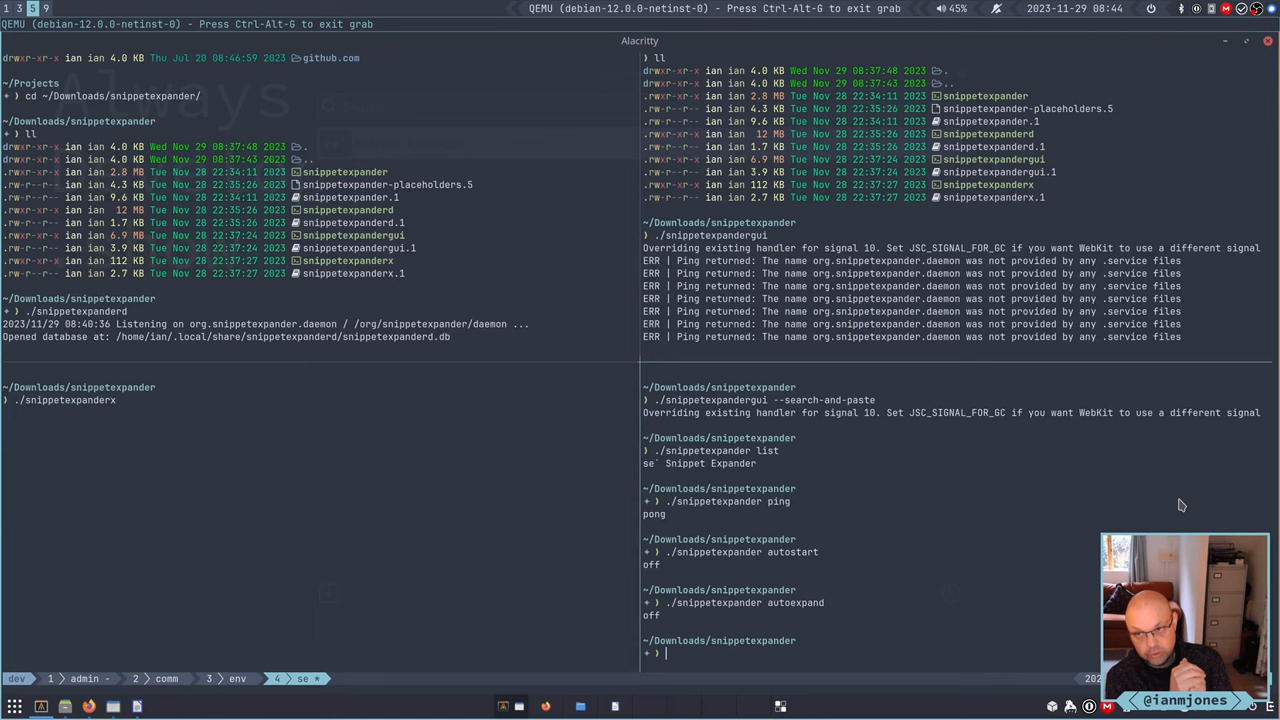 1 3 5 9
QEMU (debian-12.0.0-netinst-0) - Press Ctrl-Alt-G to exit grab
45%
2023-11-29 08:44
QEMU (debian-12.0.0-netinst-0) - Press Ctrl-Alt-G to exit grab
Alacritty
drwxr-xr-x ian ian 4.0 KB Thu Jul 20 08:46:59 2023 github.com
~/Projects
+ ❯ cd ~/Downloads/snippetexpander/
~/Downloads/snippetexpander
+ ❯ ll
drwxr-xr-x ian ian 4.0 KB Wed Nov 29 08:37:48 2023 .
drwxr-xr-x ian ian 4.0 KB Wed Nov 29 08:37:48 2023 ..
.rwxr-xr-x ian ian 2.8 MB Tue Nov 28 22:34:11 2023 snippetexpander
.rw-r--r-- ian ian 4.3 KB Tue Nov 28 22:35:26 2023 snippetexpander-placeholders.5
.rw-r--r-- ian ian 9.6 KB Tue Nov 28 22:34:11 2023 snippetexpander.1
.rwxr-xr-x ian ian 12 MB Tue Nov 28 22:35:26 2023 snippetexpanderd
.rw-r--r-- ian ian 1.7 KB Tue Nov 28 22:35:26 2023 snippetexpanderd.1
.rwxr-xr-x ian ian 6.9 MB Tue Nov 28 22:37:24 2023 snippetexpandergui
.rw-r--r-- ian ian 3.9 KB Tue Nov 28 22:37:24 2023 snippetexpandergui.1
.rwxr-xr-x ian ian 112 KB Tue Nov 28 22:37:27 2023 snippetexpanderx
.rw-r--r-- ian ian 2.7 KB Tue Nov 28 22:37:27 2023 snippetexpanderx.1
~/Downloads/snippetexpander
+ ❯ ./snippetexpanderd
2023/11/29 08:40:36 Listening on org.snippetexpander.daemon / /org/snippetexpander/daemon ...
Opened database at: /home/ian/.local/share/snippetexpanderd/snippetexpanderd.db
❯ ll
drwxr-xr-x ian ian 4.0 KB Wed Nov 29 08:37:48 2023 .
drwxr-xr-x ian ian 4.0 KB Wed Nov 29 08:37:48 2023 ..
.rwxr-xr-x ian ian 2.8 MB Tue Nov 28 22:34:11 2023 snippetexpander
.rw-r--r-- ian ian 4.3 KB Tue Nov 28 22:35:26 2023 snippetexpander-placeholders.5
.rw-r--r-- ian ian 9.6 KB Tue Nov 28 22:34:11 2023 snippetexpander.1
.rwxr-xr-x ian ian 12 MB Tue Nov 28 22:35:26 2023 snippetexpanderd
.rw-r--r-- ian ian 1.7 KB Tue Nov 28 22:35:26 2023 snippetexpanderd.1
.rwxr-xr-x ian ian 6.9 MB Tue Nov 28 22:37:24 2023 snippetexpandergui
.rw-r--r-- ian ian 3.9 KB Tue Nov 28 22:37:24 2023 snippetexpandergui.1
.rwxr-xr-x ian ian 112 KB Tue Nov 28 22:37:27 2023 snippetexpanderx
.rw-r--r-- ian ian 2.7 KB Tue Nov 28 22:37:27 2023 snippetexpanderx.1
~/Downloads/snippetexpander
❯ ./snippetexpandergui
Overriding existing handler for signal 10. Set JSC_SIGNAL_FOR_GC if you want WebKit to use a different signal
ERR | Ping returned: The name org.snippetexpander.daemon was not provided by any .service files
ERR | Ping returned: The name org.snippetexpander.daemon was not provided by any .service files
ERR | Ping returned: The name org.snippetexpander.daemon was not provided by any .service files
ERR | Ping returned: The name org.snippetexpander.daemon was not provided by any .service files
ERR | Ping returned: The name org.snippetexpander.daemon was not provided by any .service files
ERR | Ping returned: The name org.snippetexpander.daemon was not provided by any .service files
ERR | Ping returned: The name org.snippetexpander.daemon was not provided by any .service files
~/Downloads/snippetexpander
❯ ./snippetexpanderx
~/Downloads/snippetexpander
❯ ./snippetexpandergui --search-and-paste
Overriding existing handler for signal 10. Set JSC_SIGNAL_FOR_GC if you want WebKit to use a different signal
~/Downloads/snippetexpander
❯ ./snippetexpander list
se` Snippet Expander
~/Downloads/snippetexpander
+ ❯ ./snippetexpander ping
pong
~/Downloads/snippetexpander
+ ❯ ./snippetexpander autostart
off
~/Downloads/snippetexpander
+ ❯ ./snippetexpander autoexpand
off
~/Downloads/snippetexpander
+ ❯
dev 1 ❯ admin - 2 ❯ comm 3 ❯ env 4 ❯ se * 202
@ianmjones